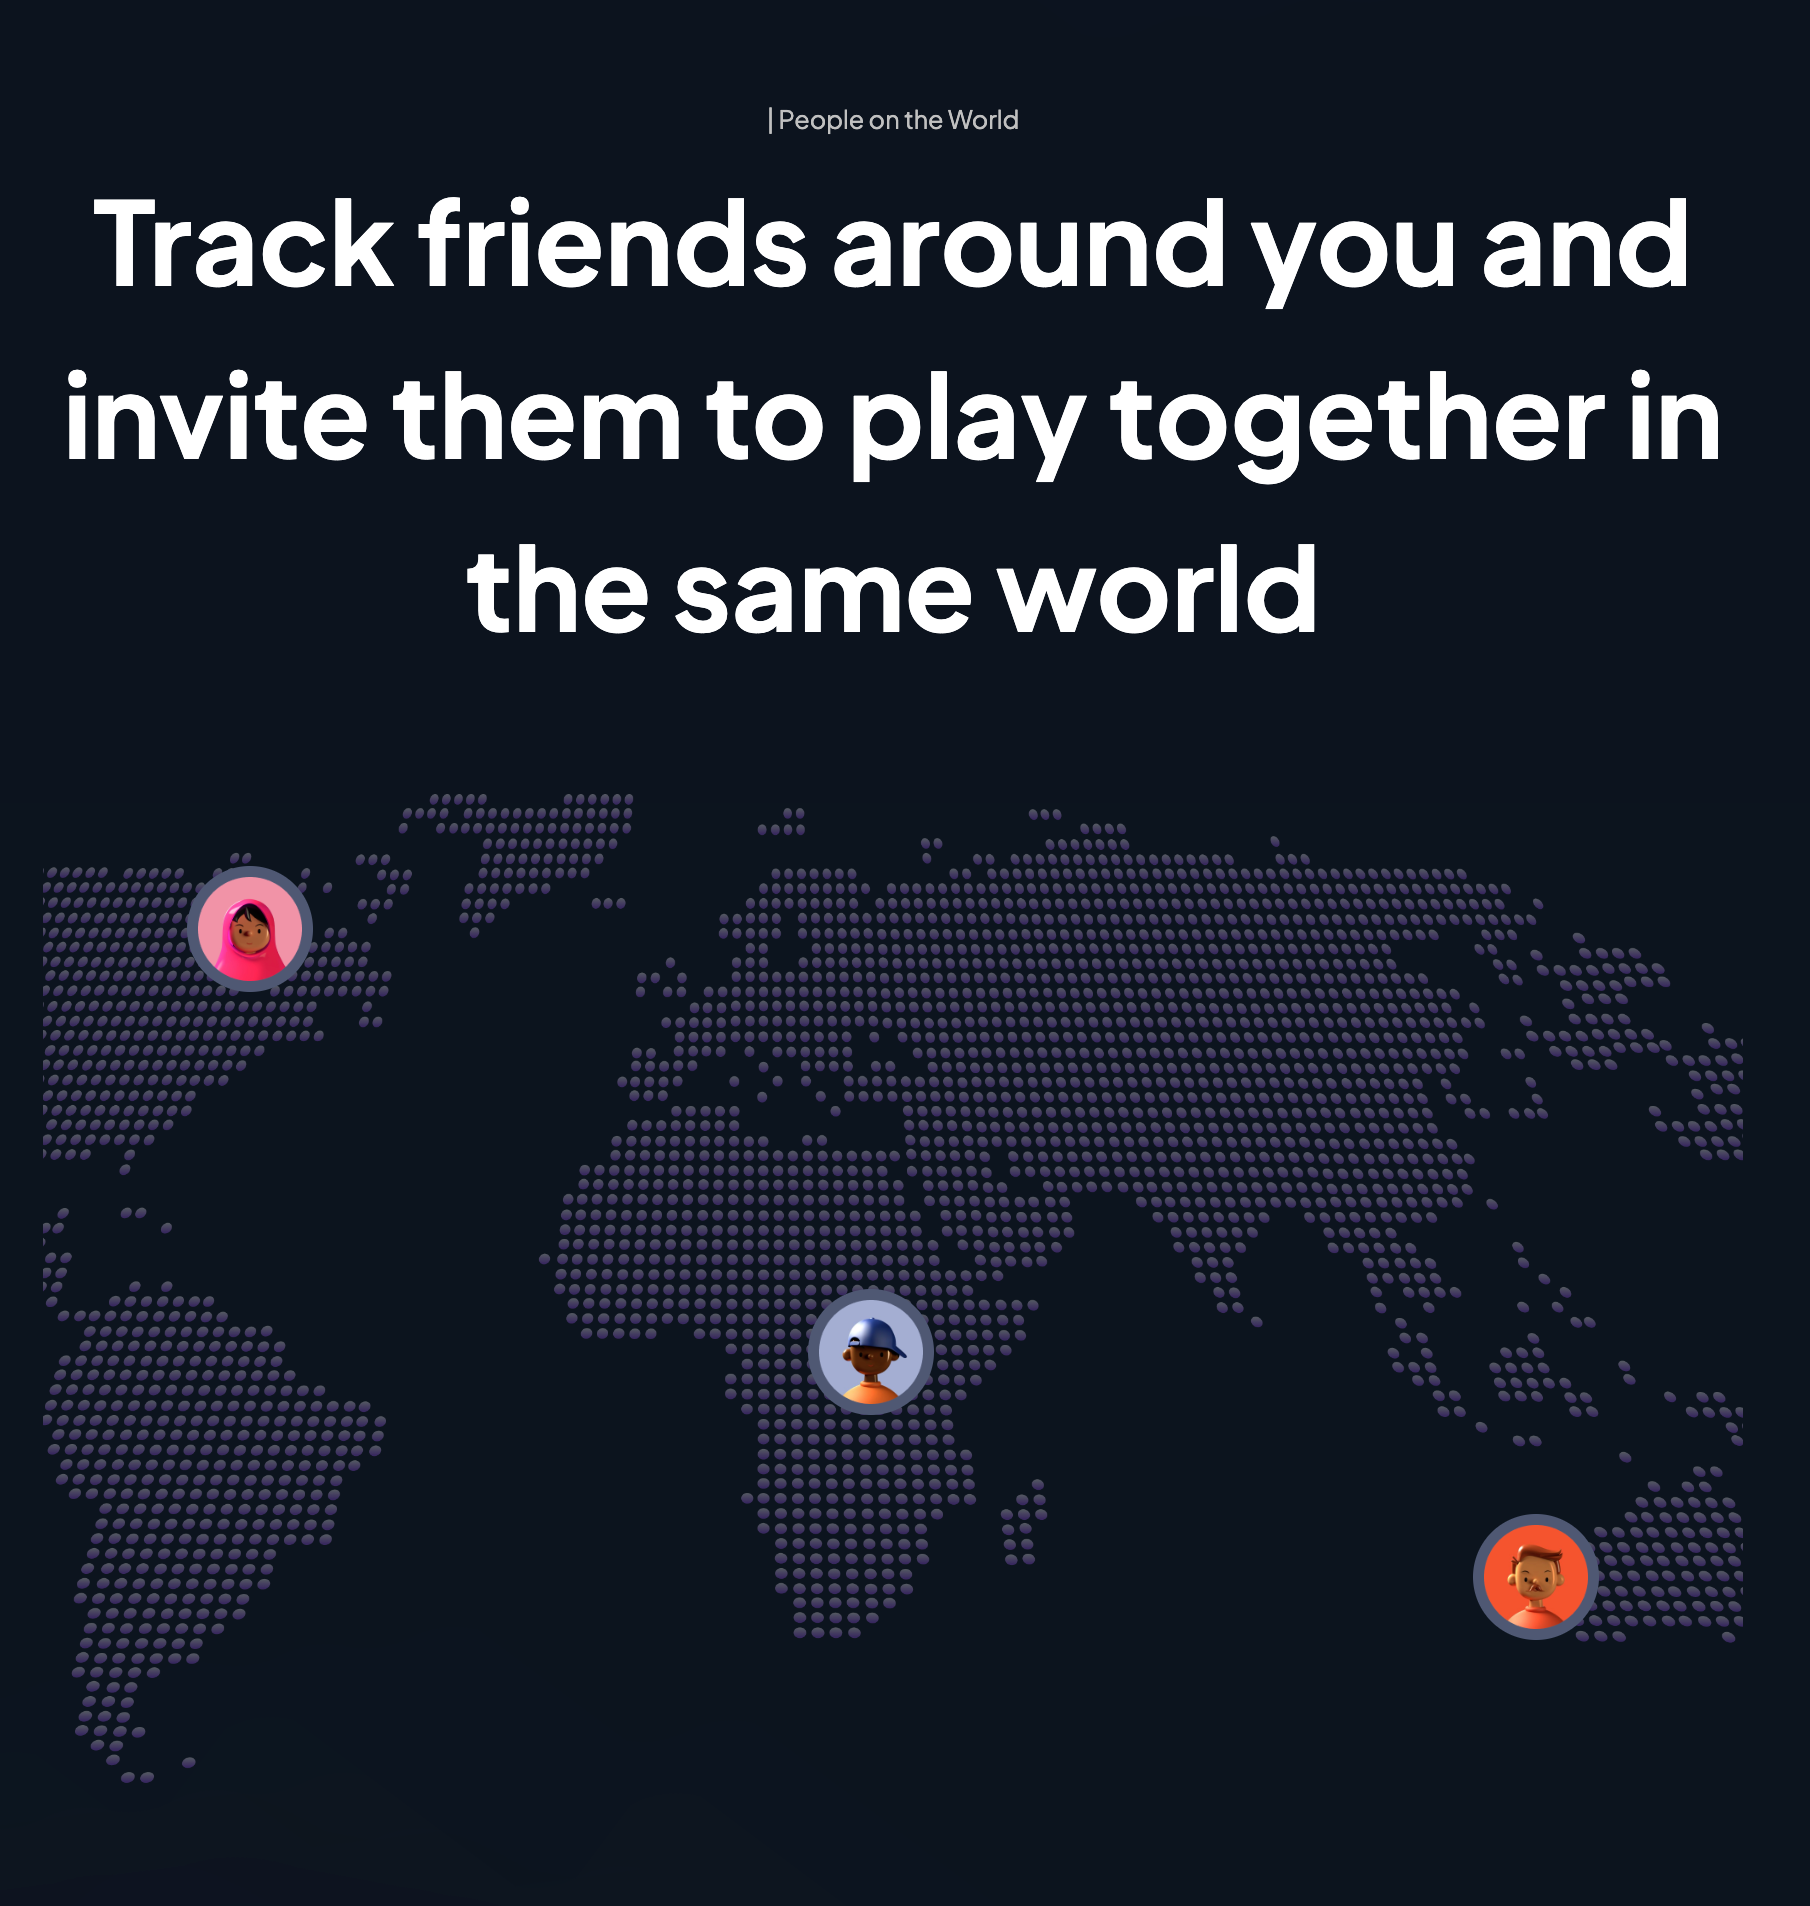 | People on the World
Track friends around you and
invite them to play together in
the same world